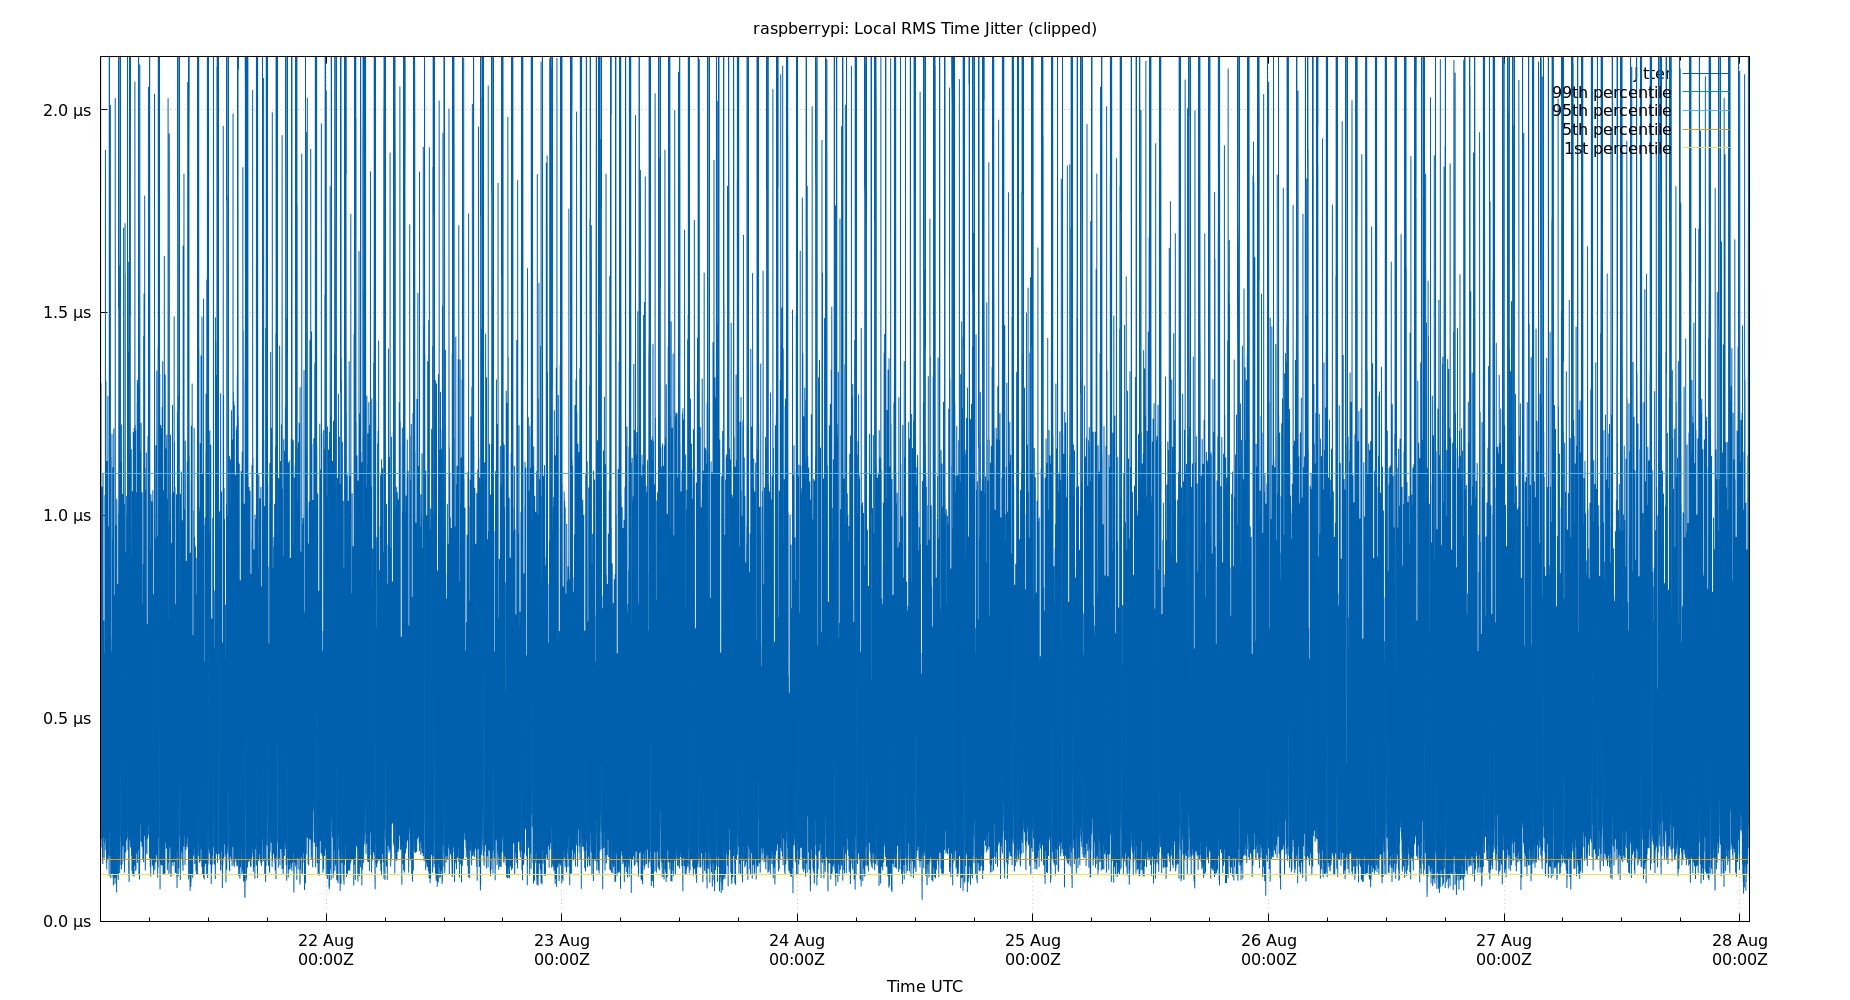 raspberrypi: Local RMS Time Jitter (clipped)
jitter
99th percentile
95th percentile
5th percentile
1st percentile
2.0 µs
1.5 µs
1.0 µs
0.5 µs
0.0 µs
22 Aug
00:00Z
23 Aug
00:00Z
24 Aug
00:00Z
25 Aug
00:00Z
26 Aug
00:00Z
27 Aug
00:00Z
28 Aug
00:00Z
Time UTC